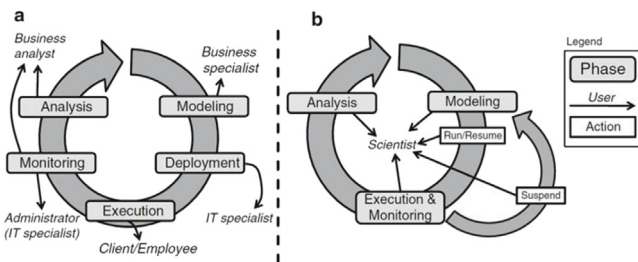 a
Business
analyst
Business
specialist
Analysis
Modeling
Monitoring
Deployment
Execution
Administrator
(IT specialist)
IT specialist
Client/Employee
b
Analysis
Modeling
Scientist
Run/Resume
Execution &
Monitoring
Suspend
Legend
Phase
User
Action